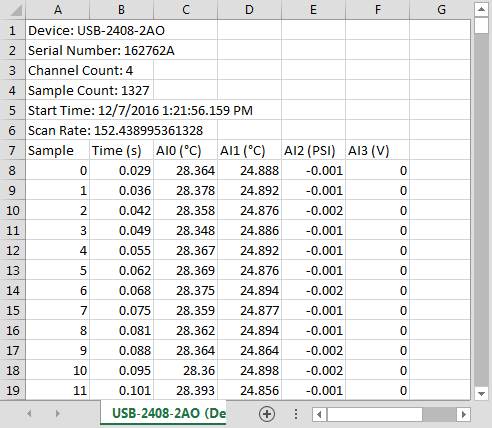 A B C D E F G
1 Device: USB-2408-2AO
2 Serial Number: 162762A
3 Channel Count: 4
4 Sample Count: 1327
5 Start Time: 12/7/2016 1:21:56.159 PM
6 Scan Rate: 152.438995361328
7 Sample Time (s) AI0 (°C) AI1 (°C) AI2 (PSI) AI3 (V)
8 0 0.029 28.364 24.888 -0.001 0
9 1 0.036 28.378 24.892 -0.001 0
10 2 0.042 28.358 24.876 -0.002 0
11 3 0.049 28.348 24.886 -0.001 0
12 4 0.055 28.367 24.892 -0.001 0
13 5 0.062 28.369 24.876 -0.001 0
14 6 0.068 28.375 24.894 -0.002 0
15 7 0.075 28.359 24.877 -0.001 0
16 8 0.081 28.362 24.894 -0.001 0
17 9 0.088 28.364 24.864 -0.002 0
18 10 0.095 28.36 24.898 -0.002 0
19 11 0.101 28.393 24.856 -0.001 0
USB-2408-2AO (De